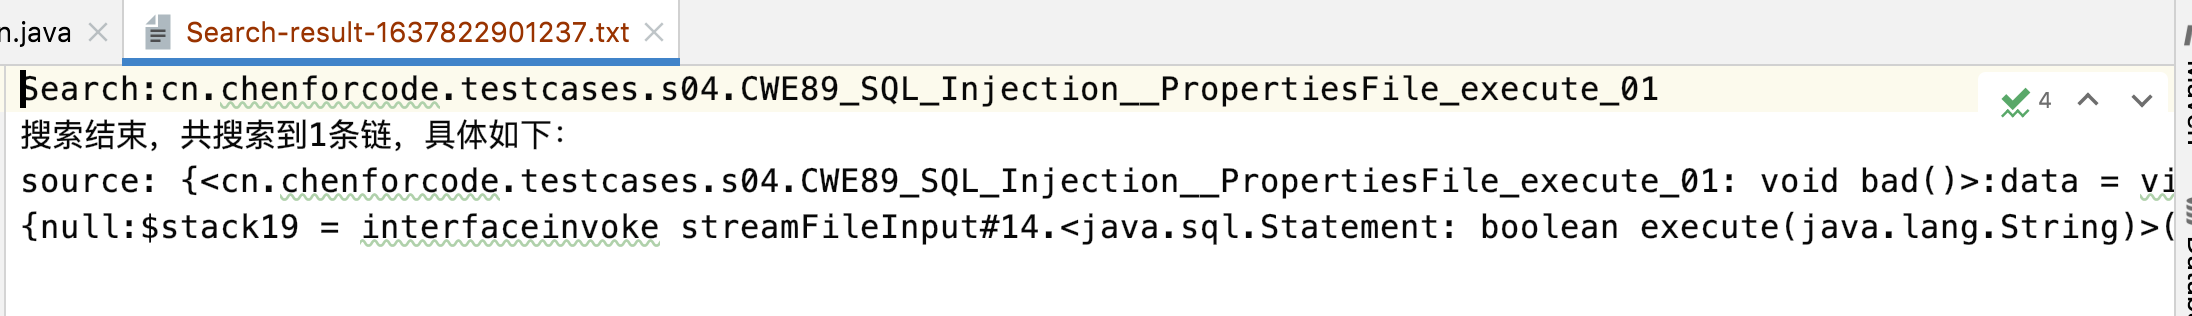 n.java
Search-result-1637822901237.txt
Search:cn.chenforcode.testcases.s04.CWE89_SQL_Injection__PropertiesFile_execute_01
4
搜索结束，共搜索到1条链，具体如下：
source: {<cn.chenforcode.testcases.s04.CWE89_SQL_Injection__PropertiesFile_execute_01: void bad()>:data = vi
{null:$stack19 = interfaceinvoke streamFileInput#14.<java.sql.Statement: boolean execute(java.lang.String)>(